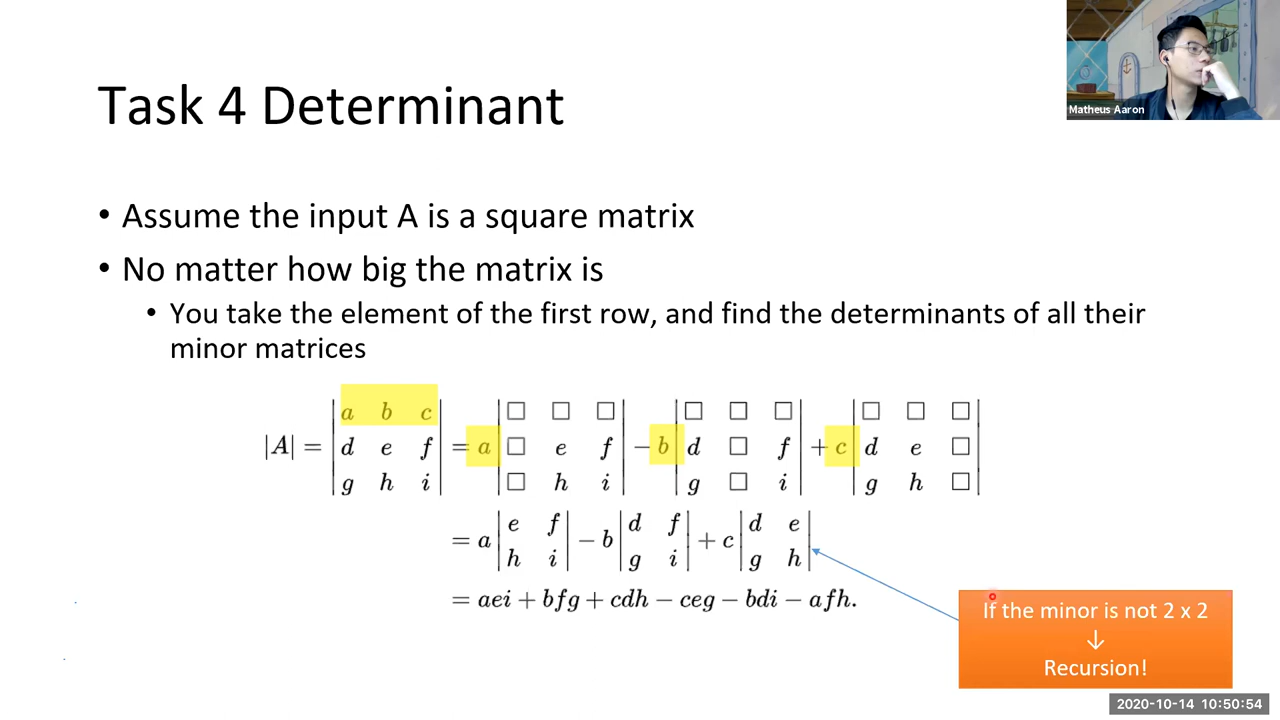 Matheus Aaron
Task 4 Determinant
• Assume the input A is a square matrix
• No matter how big the matrix is
• You take the element of the first row, and find the determinants of all their
minor matrices
|A| = | a b c | = a | □ □ □ | − b | □ □ □ | + c | □ □ □ |
| d e f | | □ e f | | d □ f | | d e □ |
| g h i | | □ h i | | g □ i | | g h □ |
= a | e f | − b | d f | + c | d e |
| h i | | g i | | g h |
= aei + bfg + cdh − ceg − bdi − afh.
If the minor is not 2 x 2
↓
Recursion!
2020-10-14 10:50:54